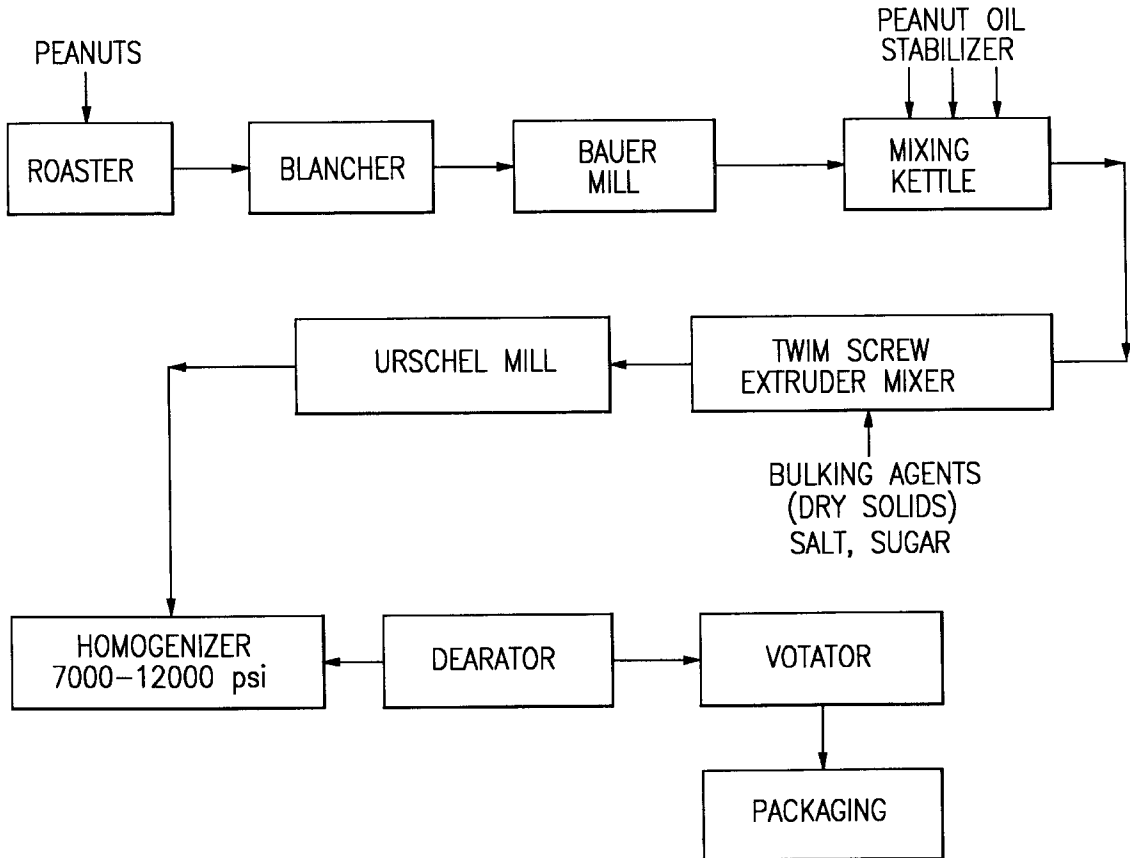 PEANUTS
PEANUT OIL
STABILIZER
ROASTER
BLANCHER
BAUER
MILL
MIXING
KETTLE
URSCHEL MILL
TWIM SCREW
EXTRUDER MIXER
BULKING AGENTS
(DRY SOLIDS)
SALT, SUGAR
HOMOGENIZER
7000-12000 psi
DEARATOR
VOTATOR
PACKAGING